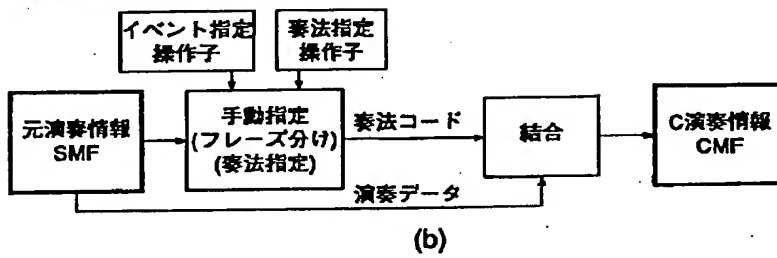 イベント指定
操作子
奏法指定
操作子
元演奏情報
SMF
手動指定
(フレーズ分け)
(奏法指定)
奏法コード
結合
C演奏情報
CMF
演奏データ
(b)